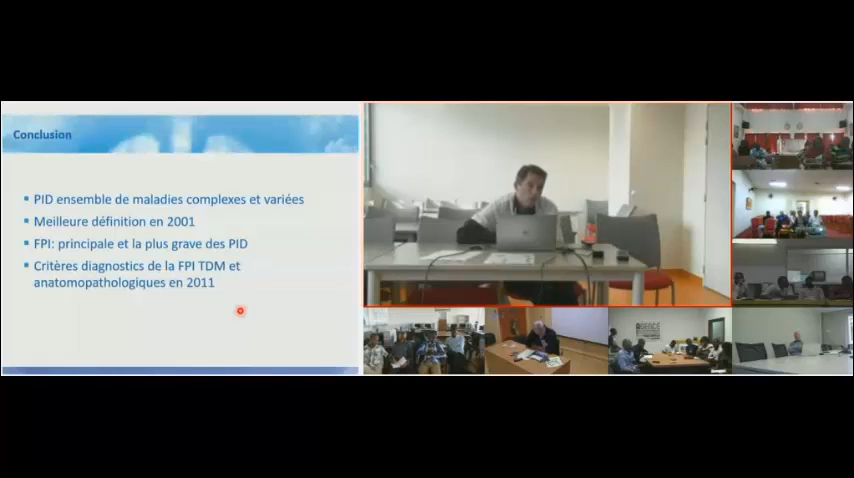 Conclusion
PID ensemble de maladies complexes et variées
Meilleure définition en 2001
FPI: principale et la plus grave des PID
Critères diagnostics de la FPI TDM et
anatomopathologiques en 2011